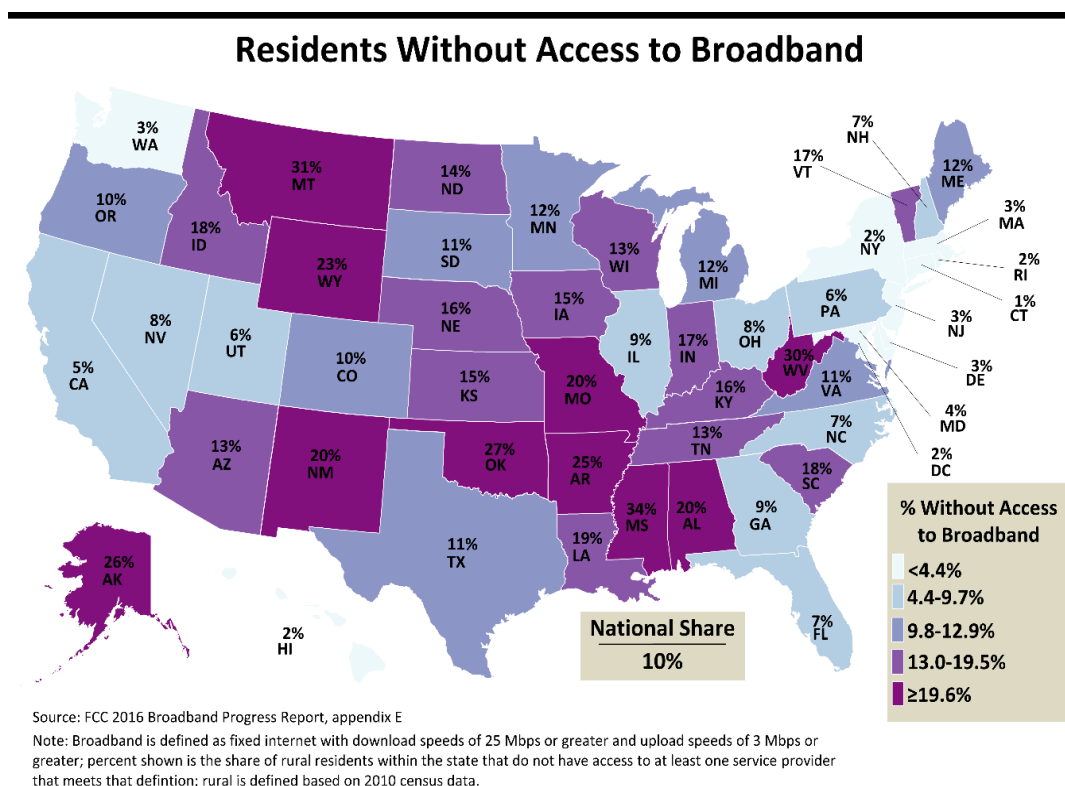 Residents Without Access to Broadband
3%
WA
31%
MT
14%
ND
12%
MN
7%
NH
17%
VT
12%
ME
10%
OR
18%
ID
11%
SD
13%
WI
12%
MI
2%
NY
3%
MA
2%
RI
1%
CT
23%
WY
16%
NE
15%
IA
9%
IL
17%
IN
8%
OH
6%
PA
3%
NJ
3%
DE
4%
MD
2%
DC
5%
CA
8%
NV
6%
UT
10%
CO
15%
KS
20%
MO
16%
KY
30%
WV
11%
VA
7%
NC
13%
AZ
20%
NM
27%
OK
25%
AR
13%
TN
18%
SC
11%
TX
19%
LA
34%
MS
20%
AL
9%
GA
7%
FL
26%
AK
2%
HI
National Share
10%
% Without Access
to Broadband
<4.4%
4.4-9.7%
9.8-12.9%
13.0-19.5%
≥19.6%
Source: FCC 2016 Broadband Progress Report, appendix E
Note: Broadband is defined as fixed internet with download speeds of 25 Mbps or greater and upload speeds of 3 Mbps or
greater; percent shown is the share of rural residents within the state that do not have access to at least one service provider
that meets that defintion: rural is defined based on 2010 census data.